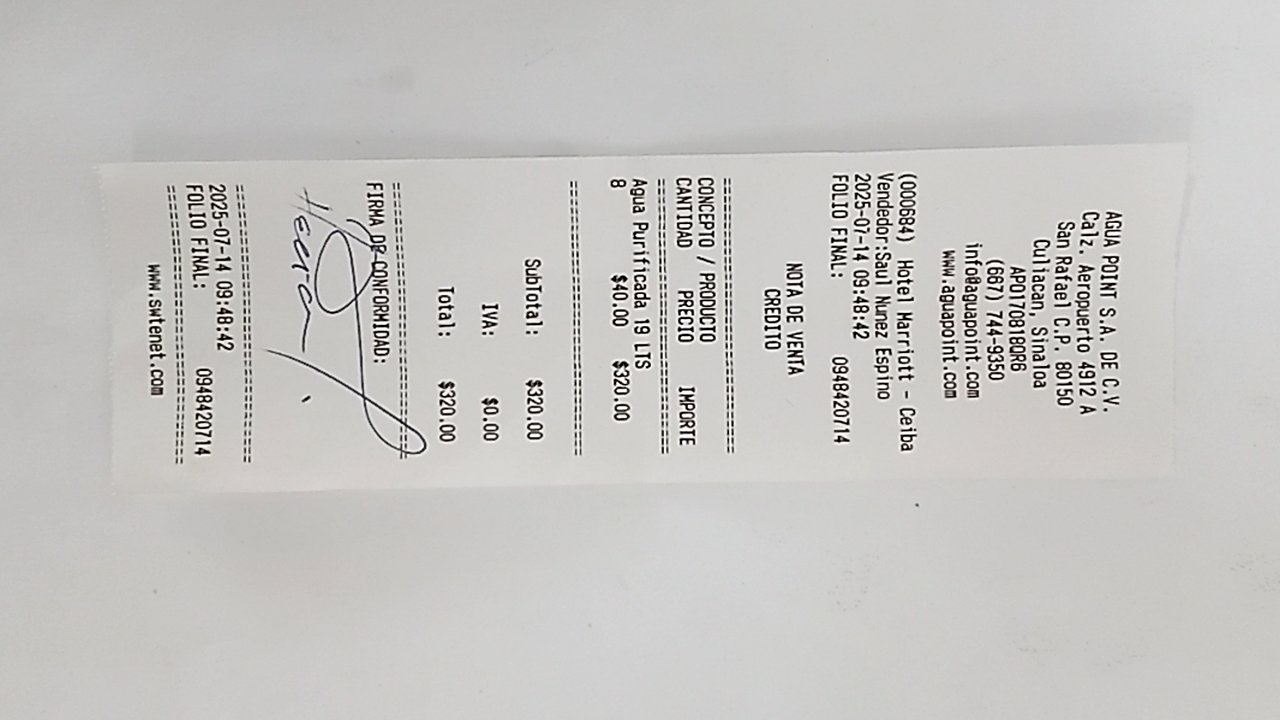 AGUA POINT S.A. DE C.V.
Calz. Aeropuerto 4912 A
San Rafael C.P. 80150
Culiacan, Sinaloa
APO170818QR6
(667) 744-9350
info@aguapoint.com
www.aguapoint.com
(000684) Hotel Marriott - Ceiba
Vendedor:Saul Nunez Espino
2025-07-14 09:48:42
FOLIO FINAL: 0948420714
NOTA DE VENTA
CREDITO
==============================
CONCEPTO / PRODUCTO
CANTIDAD PRECIO IMPORTE
==============================
Agua Purificada 19 LTS
8 $40.00 $320.00
==============================
SubTotal: $320.00
IVA: $0.00
Total: $320.00
==============================
FIRMA DE CONFORMIDAD:
==============================
2025-07-14 09:48:42
FOLIO FINAL: 0948420714
==============================
www.swtenet.com